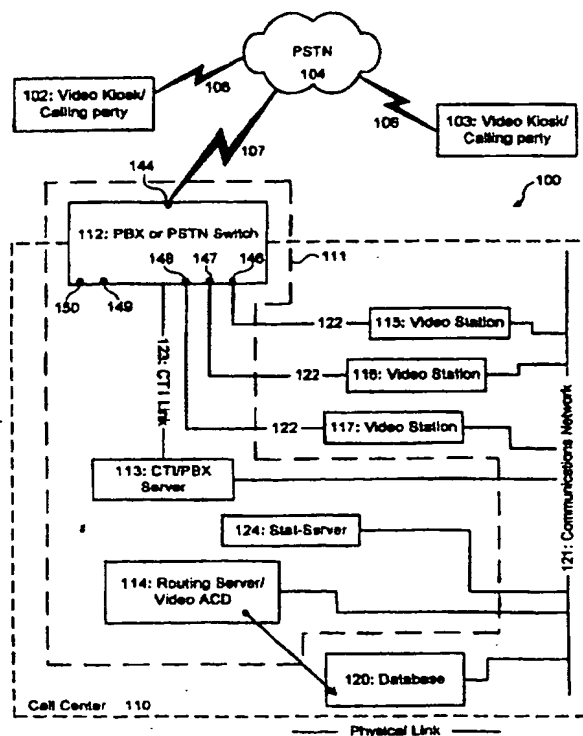 PSTN
104
106
102: Video Kiosk/
Calling party
106
103: Video Kiosk/
Calling party
107
144
100
112: PBX or PSTN Switch
148
147
146
111
150
149
122
115: Video Station
123: CTI Link
122
116: Video Station
122
117: Video Station
113: CTI/PBX
Server
121: Communications Network
124: Stat-Server
114: Routing Server/
Video ACD
120: Database
Call Center 110
Physical Link